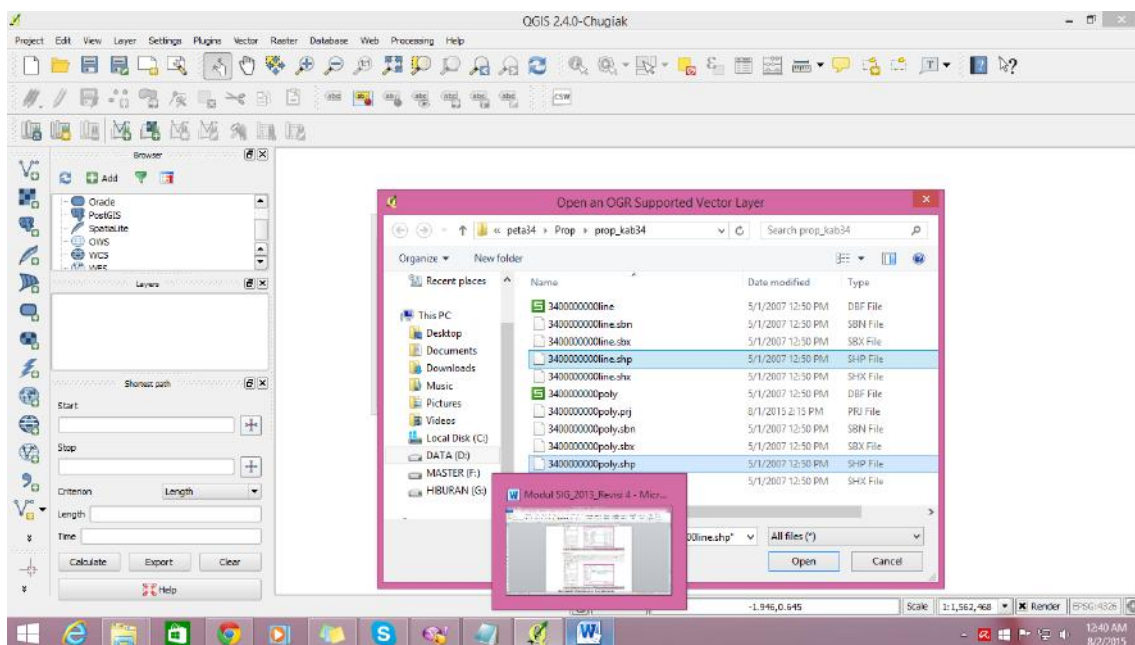 QGIS 2.4.0-Chugiak
Project Edit View Layer Settings Plugins Vector Raster Database Web Processing Help
CSW
Browser
Add
Oracle
PostGIS
SpatiaLite
OWS
WCS
WFS
Layers
Shortest path
Start
Stop
Criterion Length
Length
Time
Calculate Export Clear
Help
Open an OGR Supported Vector Layer
« peta34 Prop prop_kab34
Search prop_kab34
Organize New folder
Recent places
This PC
Desktop
Documents
Downloads
Music
Pictures
Videos
Local Disk (C:)
DATA (D:)
MASTER (F:)
HIBURAN (G:)
Name Date modified Type
3400000000line 5/1/2007 12:50 PM DBF File
3400000000line.sbn 5/1/2007 12:50 PM SBN File
3400000000line.sbx 5/1/2007 12:50 PM SBX File
3400000000line.shp 5/1/2007 12:50 PM SHP File
3400000000line.shx 5/1/2007 12:50 PM SHX File
3400000000poly 5/1/2007 12:50 PM DBF File
3400000000poly.prj 8/1/2015 2:15 PM PRJ File
3400000000poly.sbn 5/1/2007 12:50 PM SBN File
3400000000poly.sbx 5/1/2007 12:50 PM SBX File
3400000000poly.shp 5/1/2007 12:50 PM SHP File
5/1/2007 12:50 PM SHX File
Modul SIG_2013_Revisi 4 - Micr...
00line.shp" All files (*)
Open Cancel
-1.946,0.645 Scale 1:1,562,468 Render EPSG:4326
12:40 AM
8/2/2015